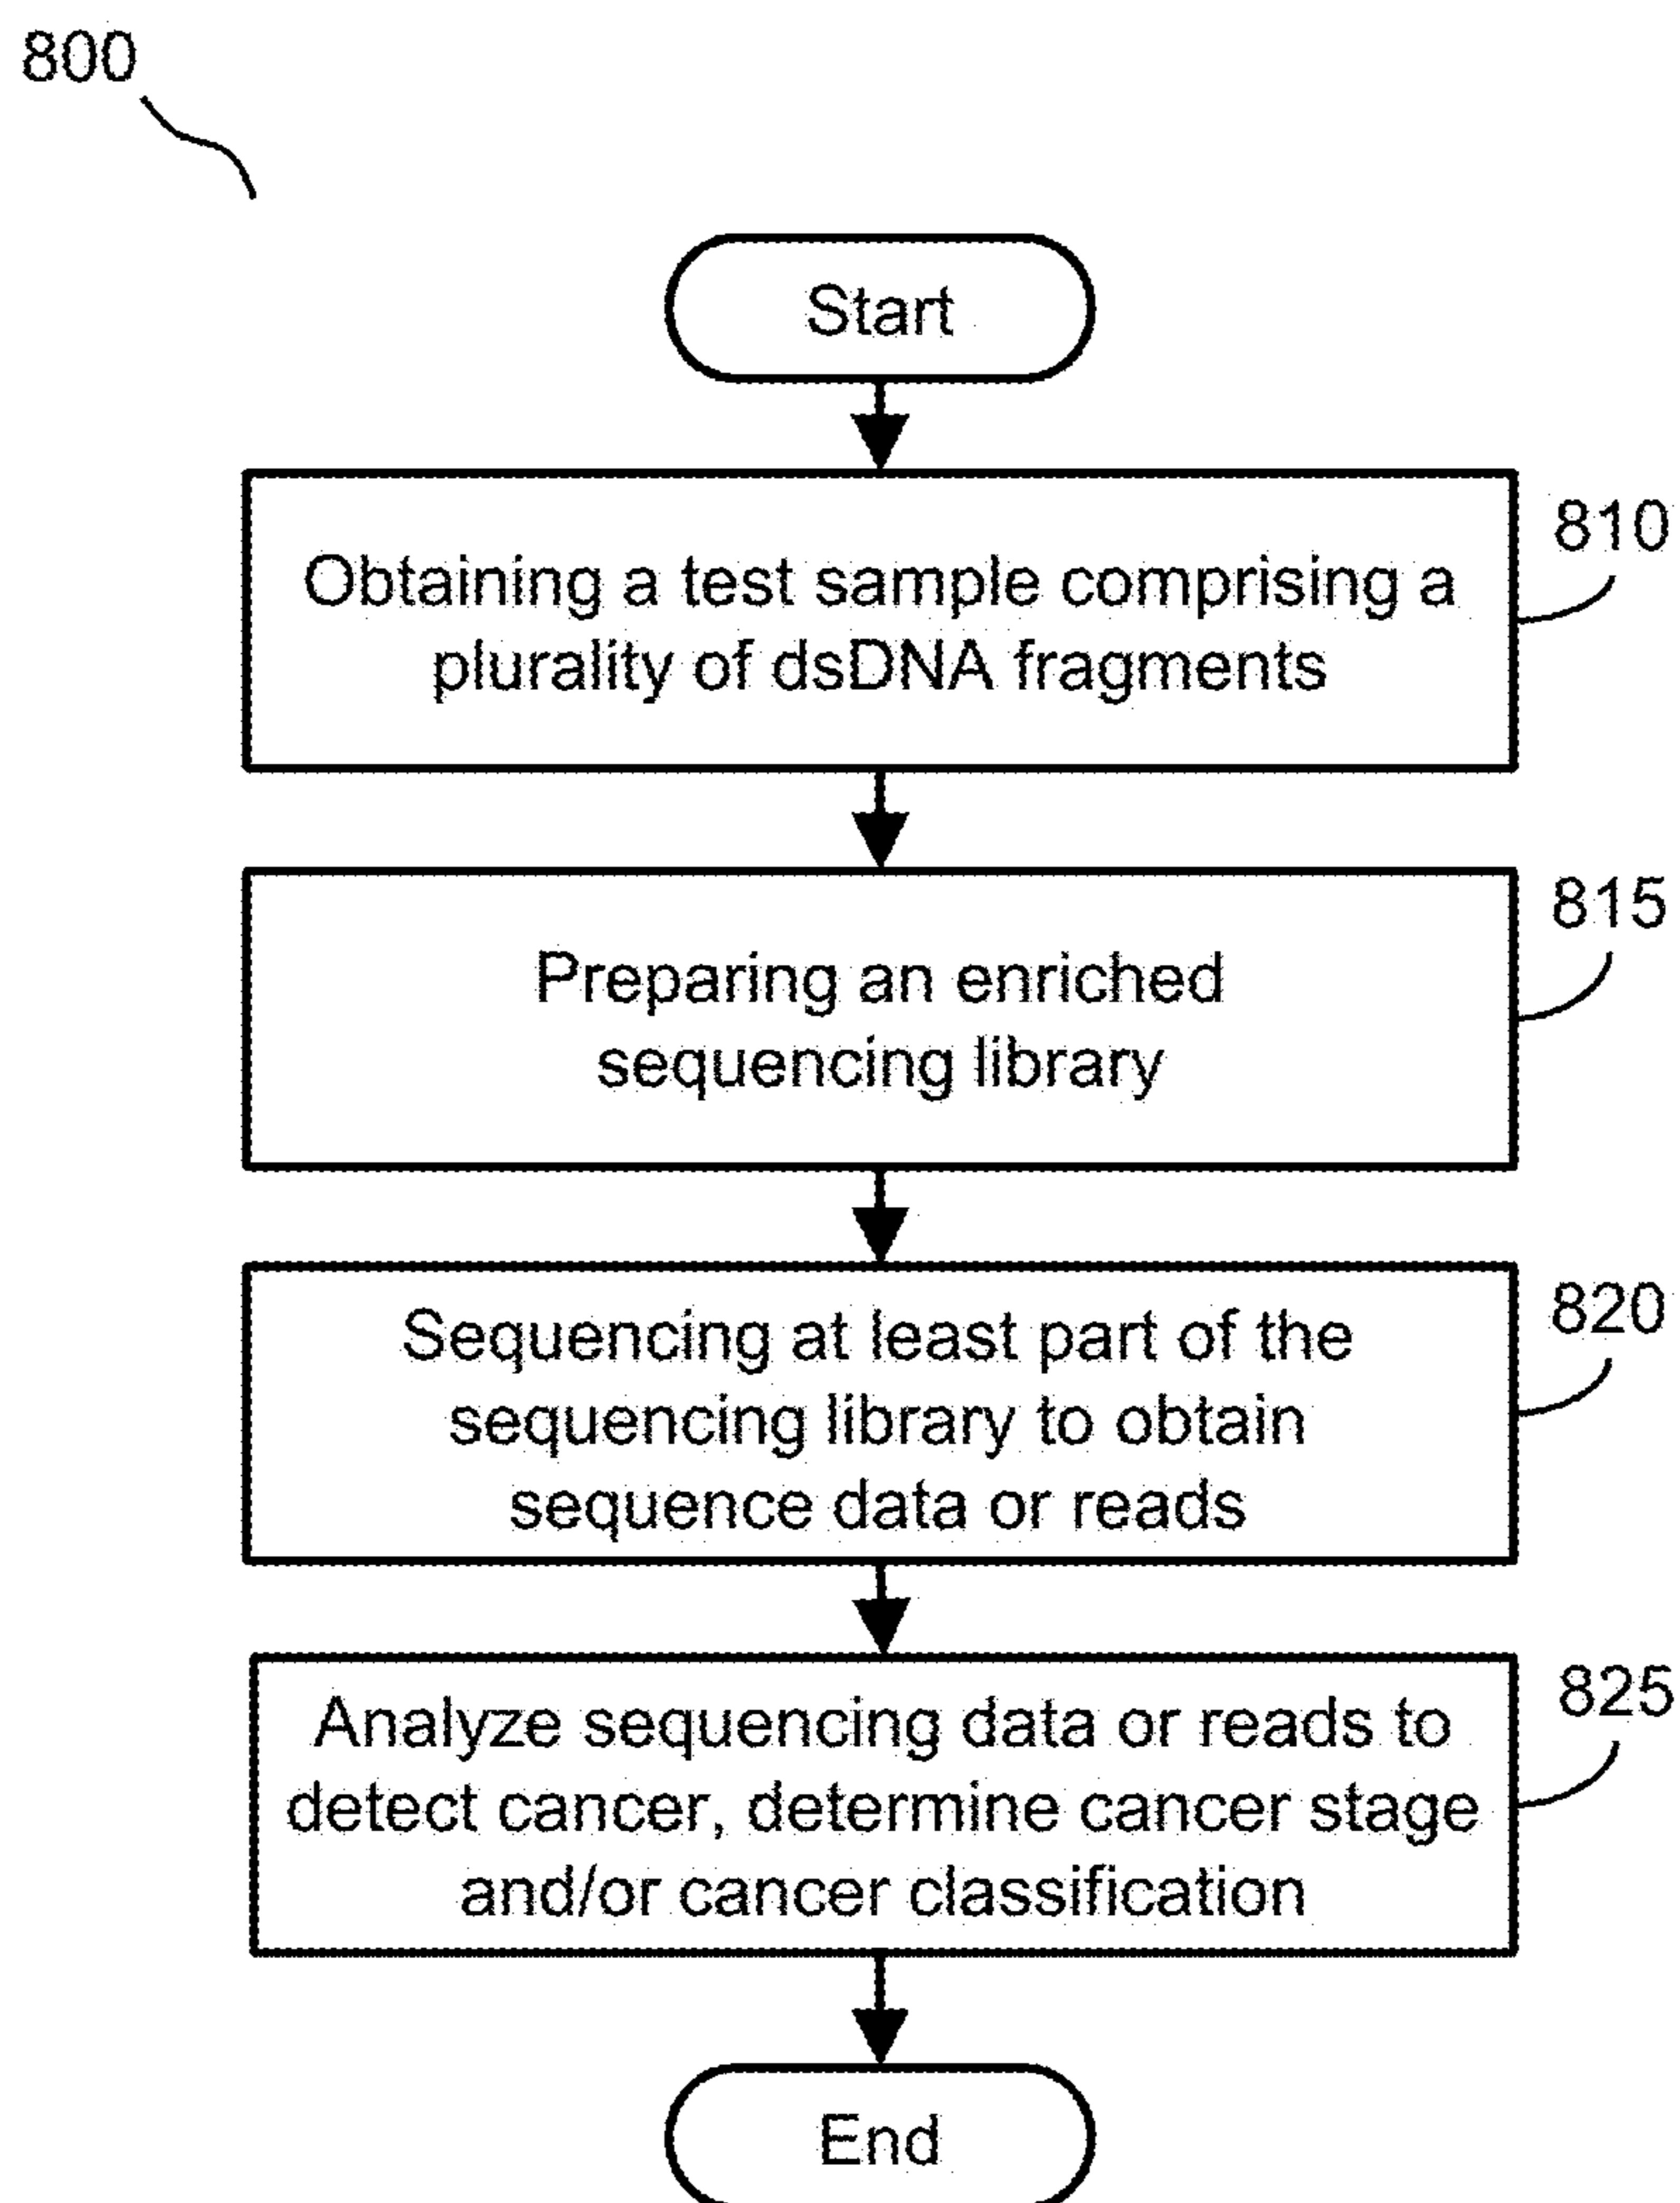 800
Start
810
Obtaining a test sample comprising a
plurality of dsDNA fragments
815
Preparing an enriched
sequencing library
820
Sequencing at least part of the
sequencing library to obtain
sequence data or reads
825
Analyze sequencing data or reads to
detect cancer, determine cancer stage
and/or cancer classification
End